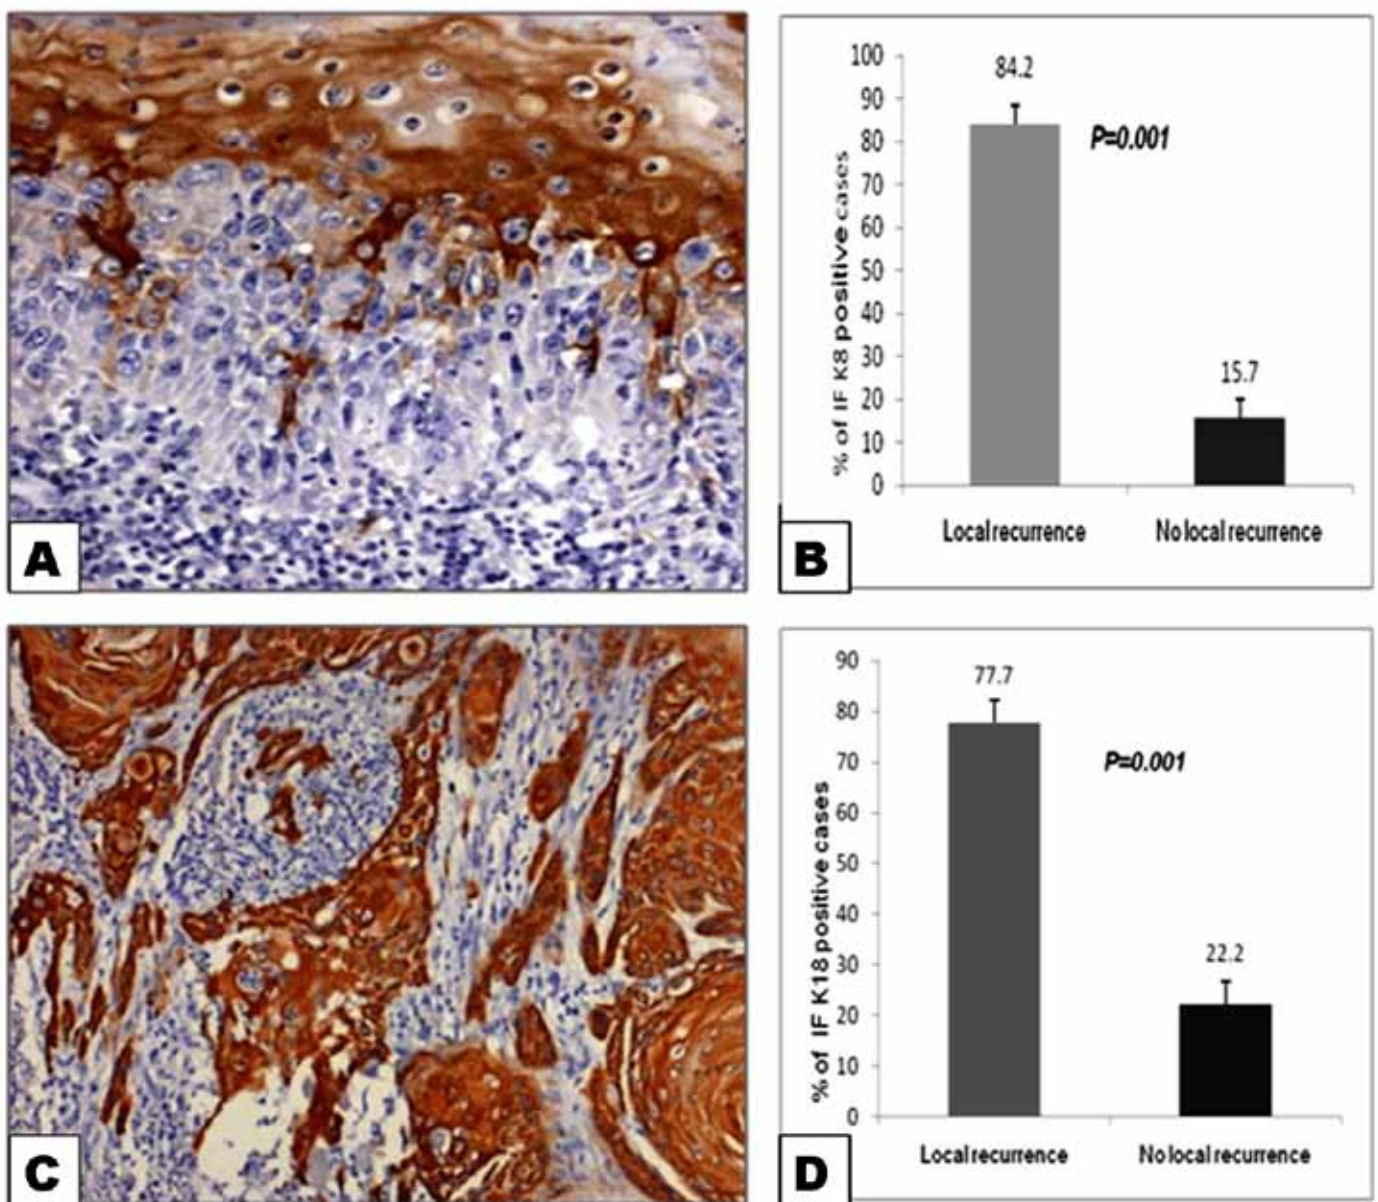 A
% of IF K8 positive cases
100
90
80
70
60
50
40
30
20
10
0
84.2
P=0.001
15.7
Local recurrence
No local recurrence
B
C
% of IF K18 positive cases
90
80
70
60
50
40
30
20
10
0
77.7
P=0.001
22.2
Local recurrence
No local recurrence
D